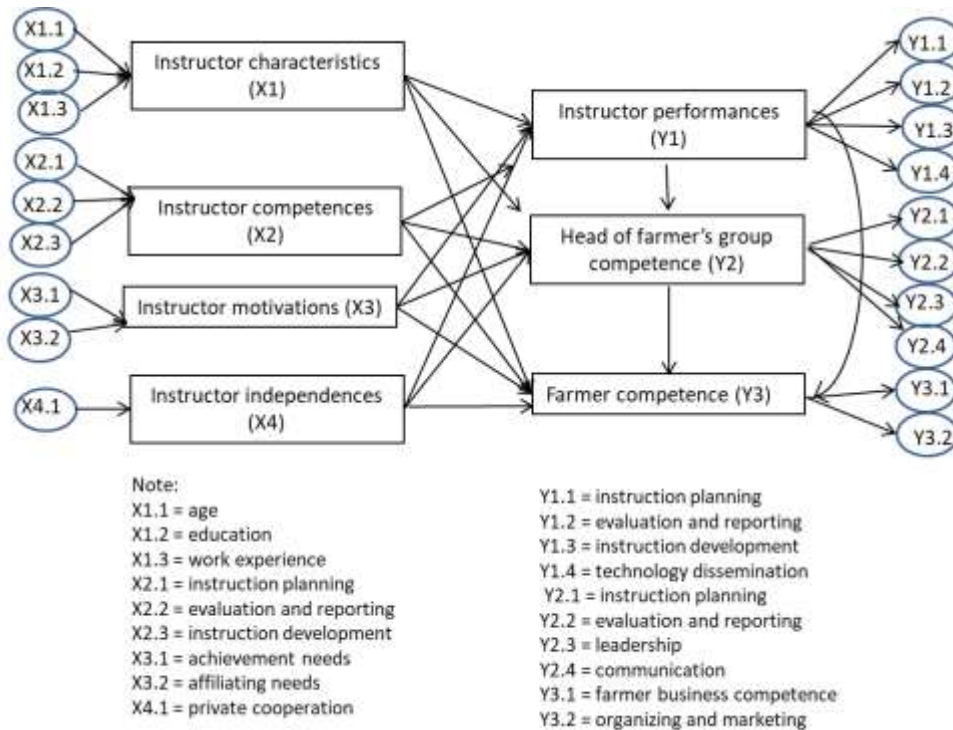 X1.1
X1.2
X1.3
X2.1
X2.2
X2.3
X3.1
X3.2
X4.1
Instructor characteristics
(X1)
Instructor competences
(X2)
Instructor motivations (X3)
Instructor independences
(X4)
Instructor performances
(Y1)
Head of farmer's group
competence (Y2)
Farmer competence (Y3)
Y1.1
Y1.2
Y1.3
Y1.4
Y2.1
Y2.2
Y2.3
Y2.4
Y3.1
Y3.2
Note:
X1.1 = age
X1.2 = education
X1.3 = work experience
X2.1 = instruction planning
X2.2 = evaluation and reporting
X2.3 = instruction development
X3.1 = achievement needs
X3.2 = affiliating needs
X4.1 = private cooperation
Y1.1 = instruction planning
Y1.2 = evaluation and reporting
Y1.3 = instruction development
Y1.4 = technology dissemination
Y2.1 = instruction planning
Y2.2 = evaluation and reporting
Y2.3 = leadership
Y2.4 = communication
Y3.1 = farmer business competence
Y3.2 = organizing and marketing